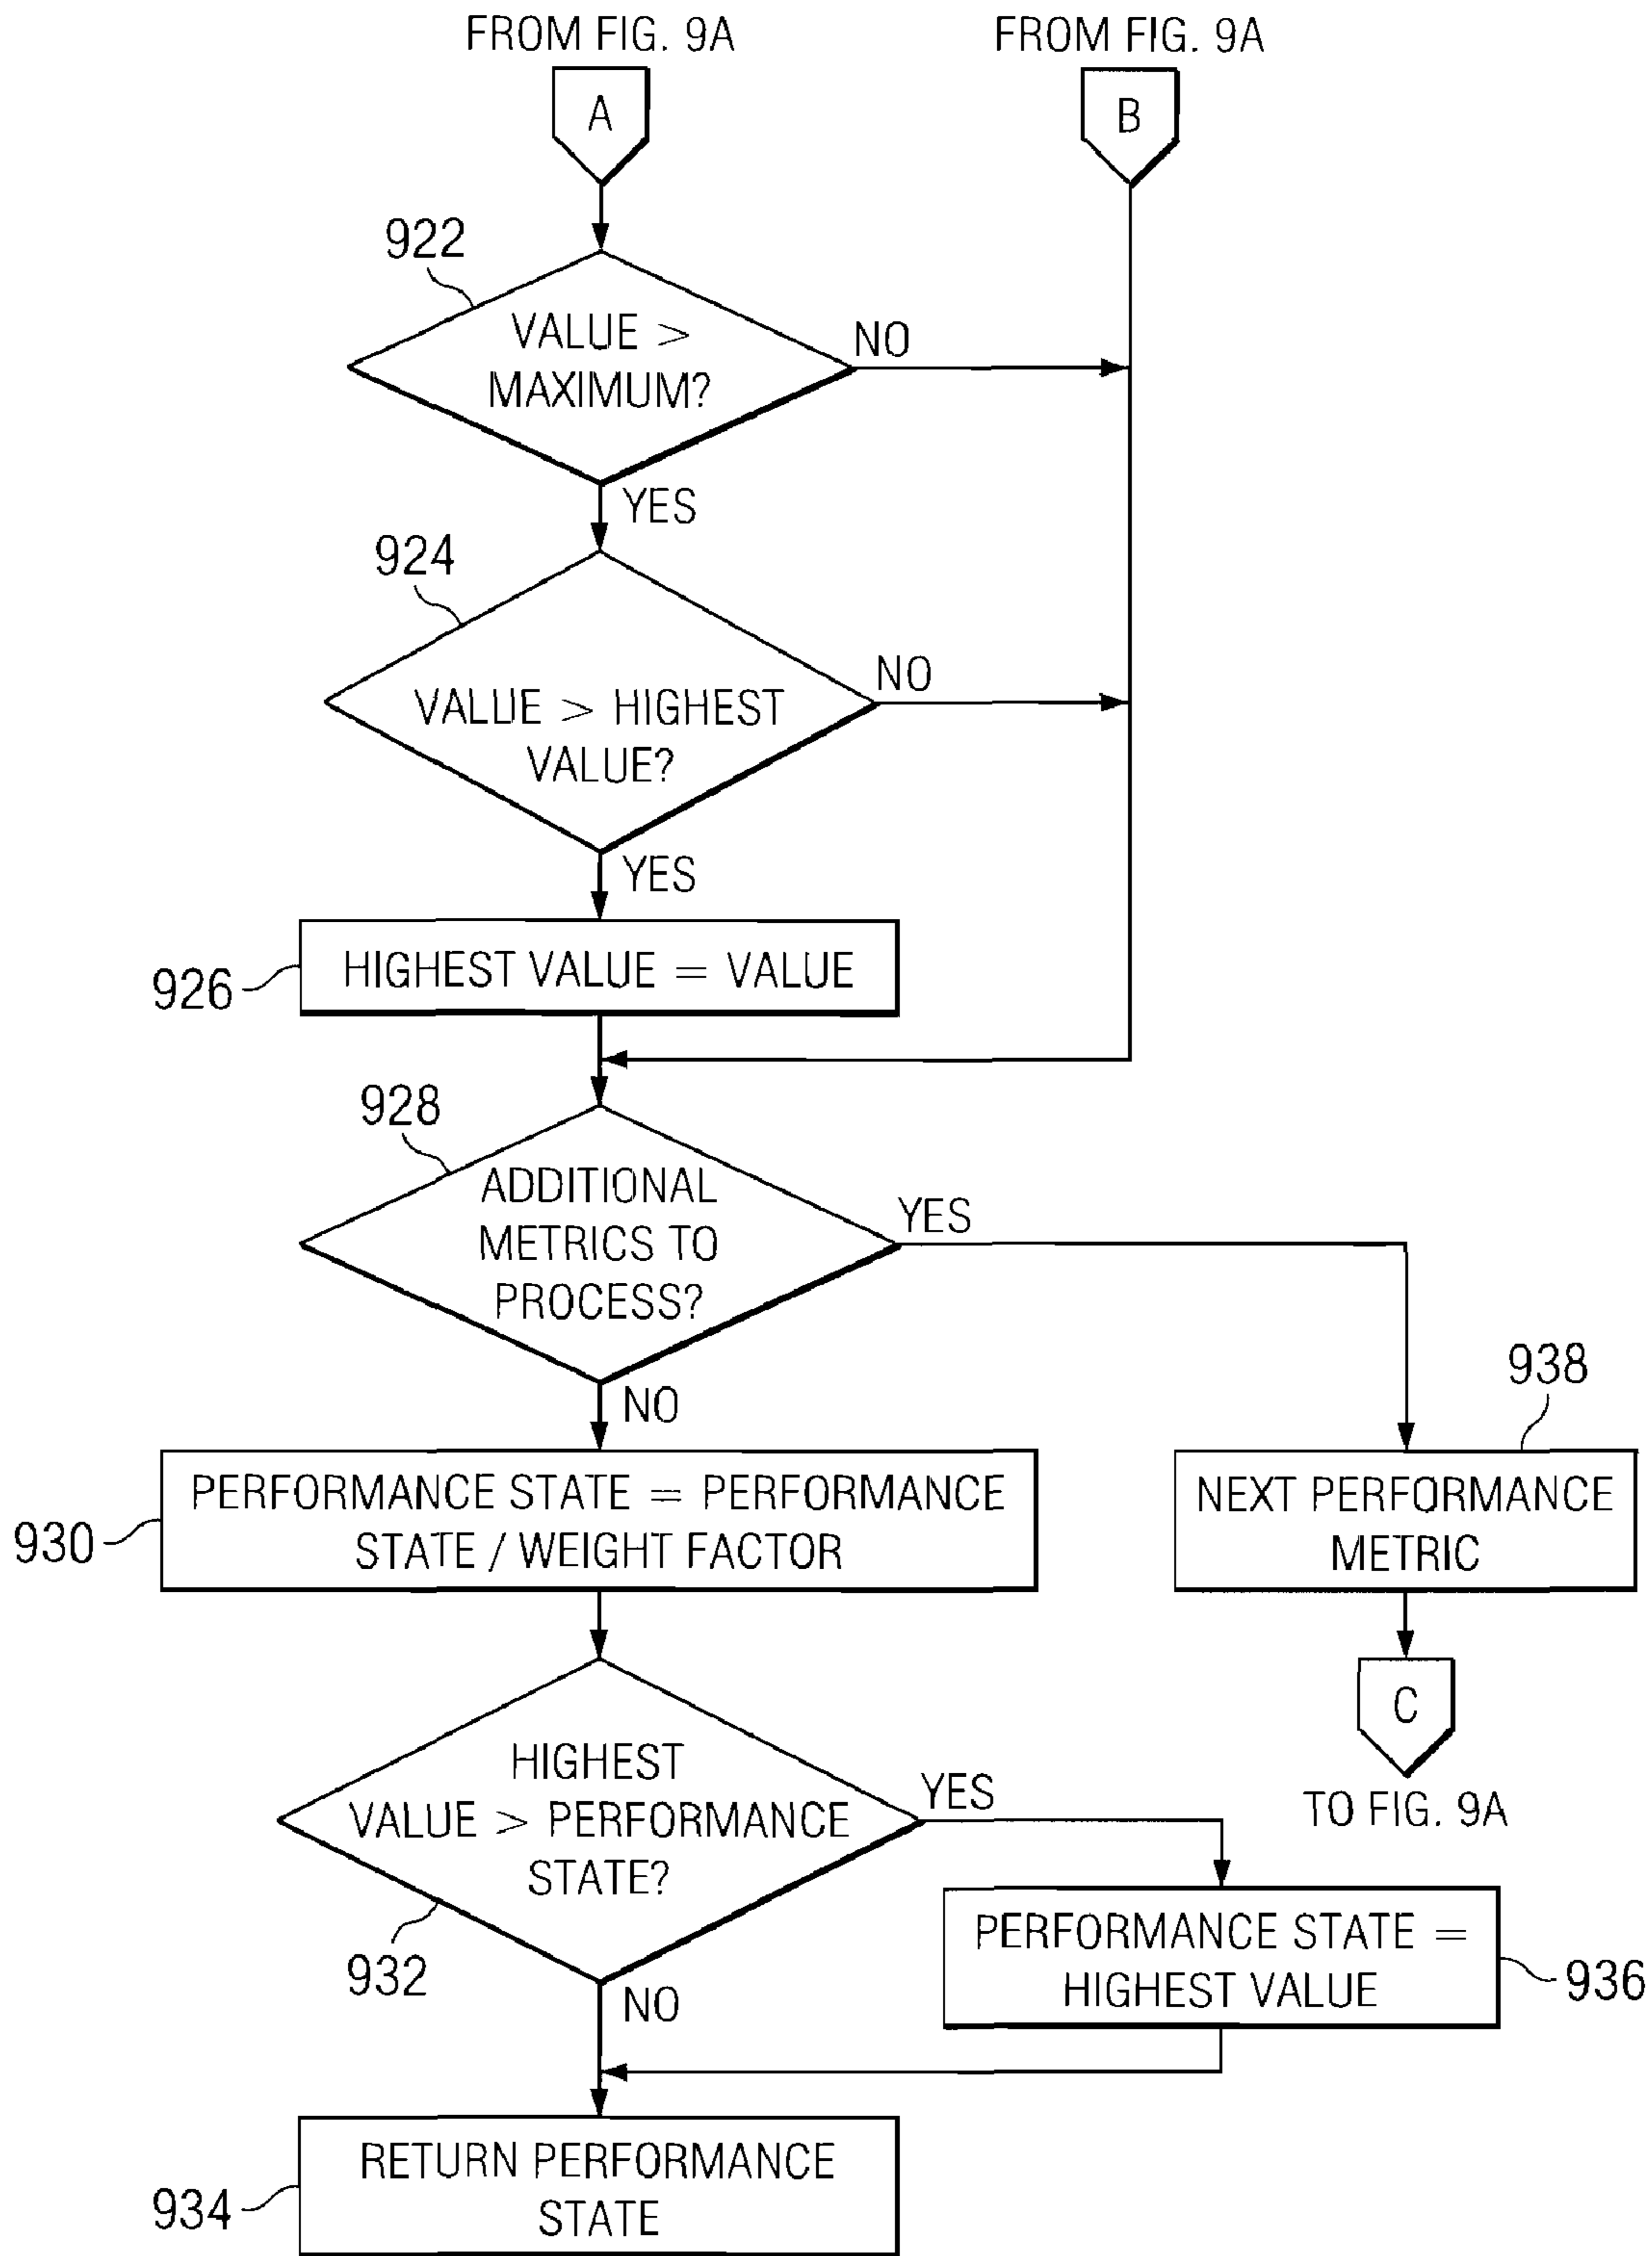 FROM FIG. 9A
FROM FIG. 9A
A
B
922
VALUE >
MAXIMUM?
NO
YES
924
VALUE > HIGHEST
VALUE?
NO
YES
926
HIGHEST VALUE = VALUE
928
ADDITIONAL
METRICS TO
PROCESS?
YES
NO
938
930
PERFORMANCE STATE = PERFORMANCE
STATE / WEIGHT FACTOR
NEXT PERFORMANCE
METRIC
C
TO FIG. 9A
HIGHEST
VALUE > PERFORMANCE
STATE?
YES
932
NO
PERFORMANCE STATE =
HIGHEST VALUE
936
934
RETURN PERFORMANCE
STATE